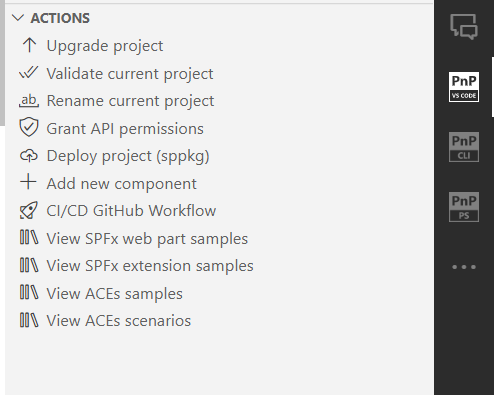 ACTIONS
Upgrade project
Validate current project
ab Rename current project
Grant API permissions
Deploy project (sppkg)
Add new component
CI/CD GitHub Workflow
View SPFx web part samples
View SPFx extension samples
View ACEs samples
View ACEs scenarios
PnP
VS CODE
PnP
CLI
PnP
PS